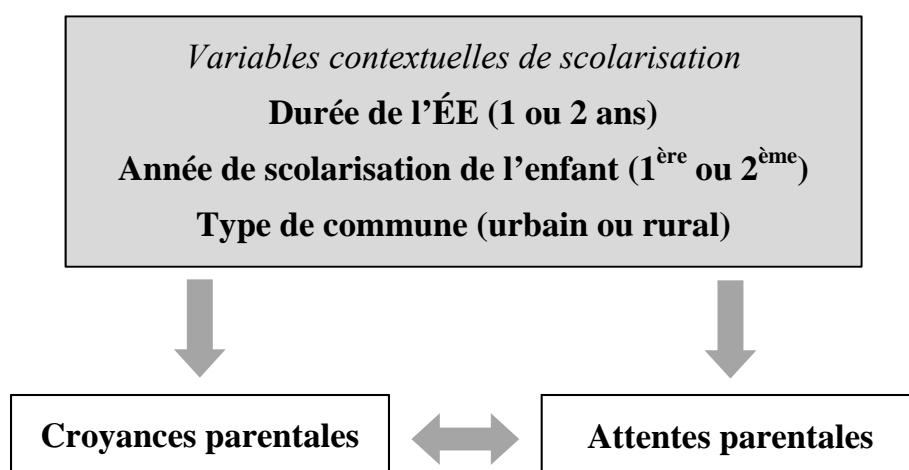 Variables contextuelles de scolarisation
Durée de l’ÉE (1 ou 2 ans)
Année de scolarisation de l’enfant (1ère ou 2ème)
Type de commune (urbain ou rural)
Croyances parentales
Attentes parentales